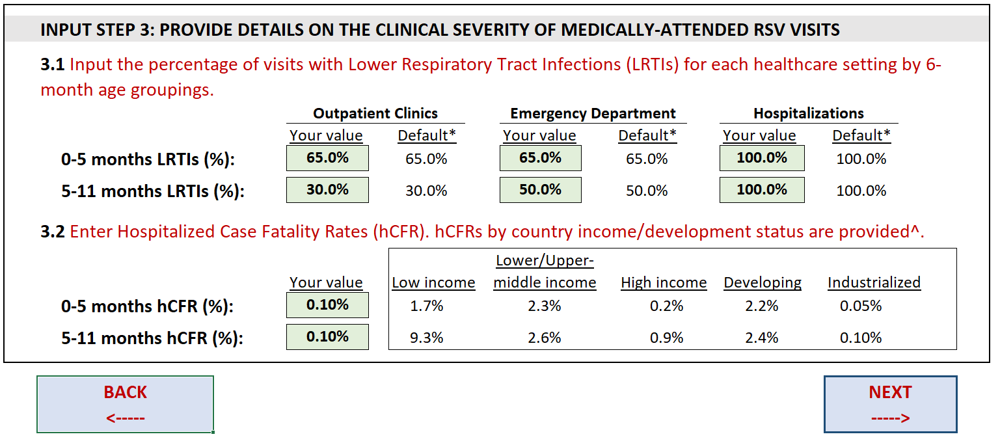 INPUT STEP 3: PROVIDE DETAILS ON THE CLINICAL SEVERITY OF MEDICALLY-ATTENDED RSV VISITS
3.1 Input the percentage of visits with Lower Respiratory Tract Infections (LRTIs) for each healthcare setting by 6-
month age groupings.
Outpatient Clinics Emergency Department Hospitalizations
Your value Default* Your value Default* Your value Default*
0-5 months LRTIs (%): 65.0% 65.0% 65.0% 65.0% 100.0% 100.0%
5-11 months LRTIs (%): 30.0% 30.0% 50.0% 50.0% 100.0% 100.0%
3.2 Enter Hospitalized Case Fatality Rates (hCFR). hCFRs by country income/development status are provided^.
Lower/Upper-
Your value Low income middle income High income Developing Industrialized
0-5 months hCFR (%): 0.10% 1.7% 2.3% 0.2% 2.2% 0.05%
5-11 months hCFR (%): 0.10% 9.3% 2.6% 0.9% 2.4% 0.10%
BACK NEXT
<----- ----->